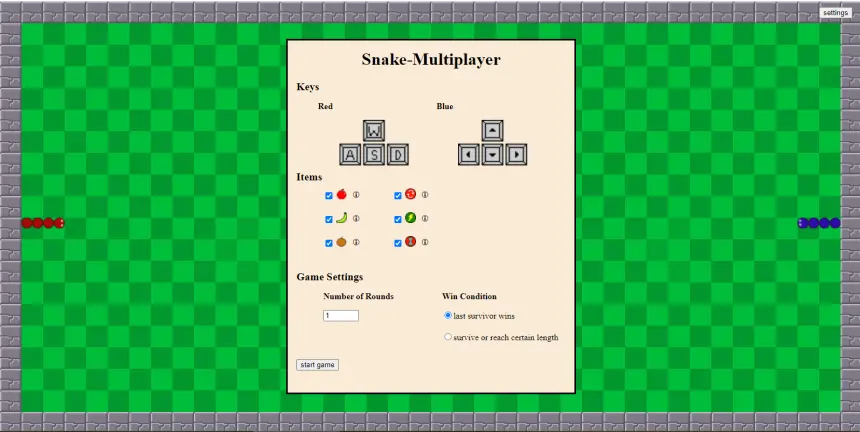 settings
Snake-Multiplayer
Keys
Red Blue
W
A S D
Items
Game Settings
Number of Rounds Win Condition
1 last survivor wins
survive or reach certain length
start game